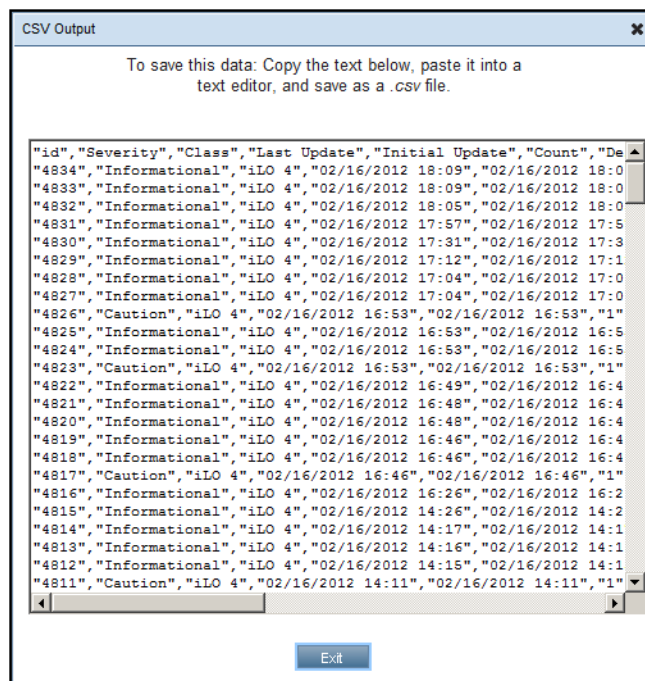 CSV Output
To save this data: Copy the text below, paste it into a
text editor, and save as a .csv file.
"id","Severity","Class","Last Update","Initial Update","Count","De
"4834","Informational","iLO 4","02/16/2012 18:09","02/16/2012 18:0
"4833","Informational","iLO 4","02/16/2012 18:09","02/16/2012 18:0
"4832","Informational","iLO 4","02/16/2012 18:05","02/16/2012 18:0
"4831","Informational","iLO 4","02/16/2012 17:57","02/16/2012 17:5
"4830","Informational","iLO 4","02/16/2012 17:31","02/16/2012 17:3
"4829","Informational","iLO 4","02/16/2012 17:12","02/16/2012 17:1
"4828","Informational","iLO 4","02/16/2012 17:04","02/16/2012 17:0
"4827","Informational","iLO 4","02/16/2012 17:04","02/16/2012 17:0
"4826","Caution","iLO 4","02/16/2012 16:53","02/16/2012 16:53","1"
"4825","Informational","iLO 4","02/16/2012 16:53","02/16/2012 16:5
"4824","Informational","iLO 4","02/16/2012 16:53","02/16/2012 16:5
"4823","Caution","iLO 4","02/16/2012 16:53","02/16/2012 16:53","1"
"4822","Informational","iLO 4","02/16/2012 16:49","02/16/2012 16:4
"4821","Informational","iLO 4","02/16/2012 16:48","02/16/2012 16:4
"4820","Informational","iLO 4","02/16/2012 16:48","02/16/2012 16:4
"4819","Informational","iLO 4","02/16/2012 16:46","02/16/2012 16:4
"4818","Informational","iLO 4","02/16/2012 16:46","02/16/2012 16:4
"4817","Caution","iLO 4","02/16/2012 16:46","02/16/2012 16:46","1"
"4816","Informational","iLO 4","02/16/2012 16:26","02/16/2012 16:2
"4815","Informational","iLO 4","02/16/2012 14:26","02/16/2012 14:2
"4814","Informational","iLO 4","02/16/2012 14:17","02/16/2012 14:1
"4813","Informational","iLO 4","02/16/2012 14:16","02/16/2012 14:1
"4812","Informational","iLO 4","02/16/2012 14:15","02/16/2012 14:1
"4811","Caution","iLO 4","02/16/2012 14:11","02/16/2012 14:11","1"
Exit